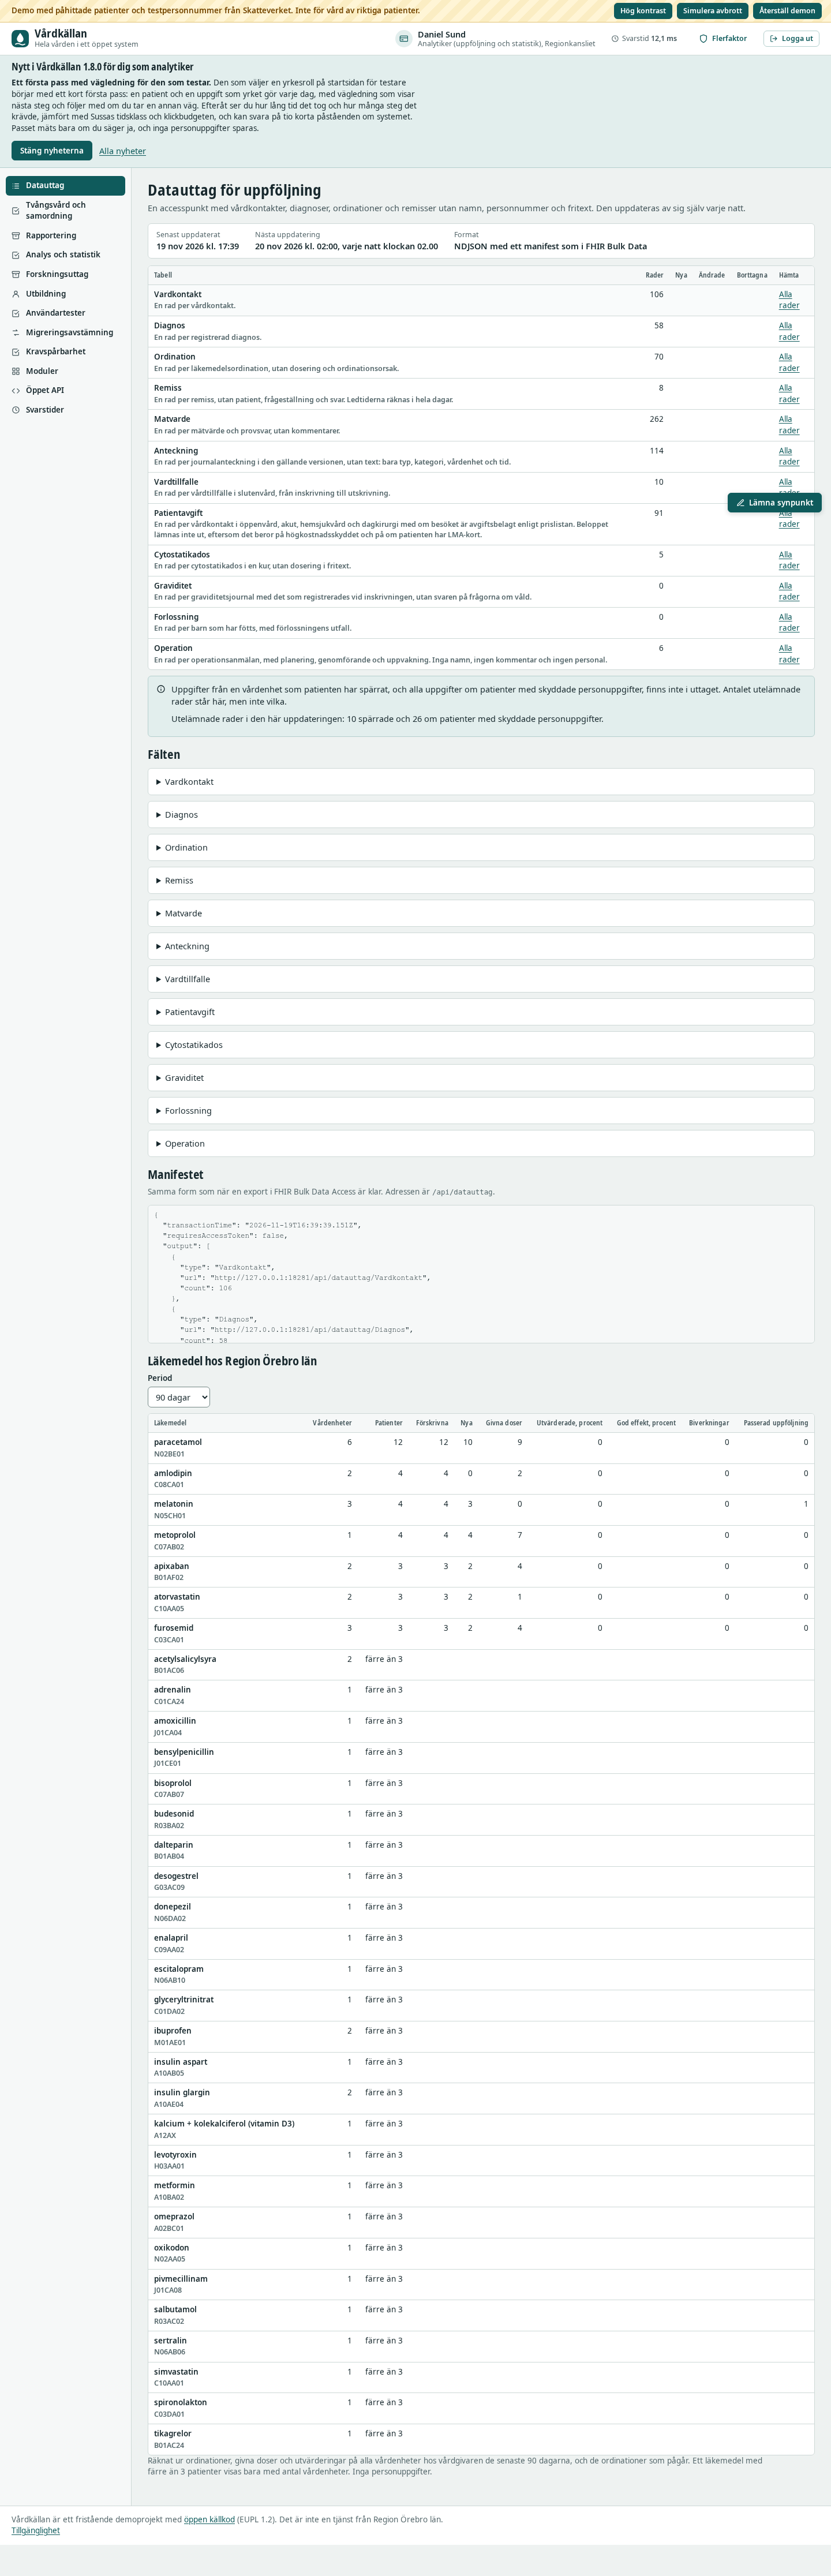 Demo med påhittade patienter och testpersonnummer från Skatteverket. Inte för vård av riktiga patienter.
Hög kontrast
Simulera avbrott
Återställ demon
Vårdkällan
Hela vården i ett öppet system
Daniel Sund
Analytiker (uppföljning och statistik), Regionkansliet
Svarstid 12,1 ms
Flerfaktor
Logga ut
Nytt i Vårdkällan 1.8.0 för dig som analytiker
Ett första pass med vägledning för den som testar. Den som väljer en yrkesroll på startsidan för testare
börjar med ett kort första pass: en patient och en uppgift som yrket gör varje dag, med vägledning som visar
nästa steg och följer med om du tar en annan väg. Efteråt ser du hur lång tid det tog och hur många steg det
krävde, jämfört med Sussas tidsklass och klickbudgeten, och kan svara på tio korta påståenden om systemet.
Passet mäts bara om du säger ja, och inga personuppgifter sparas.
Stäng nyheterna
Alla nyheter
Datauttag
Tvångsvård och
samordning
Rapportering
Analys och statistik
Forskningsuttag
Utbildning
Användartester
Migreringsavstämning
Kravspårbarhet
Moduler
Öppet API
Svarstider
Datauttag för uppföljning
En accesspunkt med vårdkontakter, diagnoser, ordinationer och remisser utan namn, personnummer och fritext. Den uppdateras av sig själv varje natt.
Senast uppdaterat
19 nov 2026 kl. 17:39
Nästa uppdatering
20 nov 2026 kl. 02:00, varje natt klockan 02.00
Format
NDJSON med ett manifest som i FHIR Bulk Data
Tabell Rader Nya Ändrade Borttagna Hämta
Vardkontakt 106 Alla rader
En rad per vårdkontakt.
Diagnos 58 Alla rader
En rad per registrerad diagnos.
Ordination 70 Alla rader
En rad per läkemedelsordination, utan dosering och ordinationsorsak.
Remiss 8 Alla rader
En rad per remiss, utan patient, frågeställning och svar. Ledtiderna räknas i hela dagar.
Matvarde 262 Alla rader
En rad per mätvärde och provsvar, utan kommentarer.
Anteckning 114 Alla rader
En rad per journalanteckning i den gällande versionen, utan text: bara typ, kategori, vårdenhet och tid.
Vardtillfalle 10 Alla
En rad per vårdtillfälle i slutenvård, från inskrivning till utskrivning.
Lämna synpunkt
Patientavgift 91 Alla rader
En rad per vårdkontakt i öppenvård, akut, hemsjukvård och dagkirurgi med om besöket är avgiftsbelagt enligt prislistan. Beloppet
lämnas inte ut, eftersom det beror på högkostnadsskyddet och på om patienten har LMA-kort.
Cytostatikados 5 Alla rader
En rad per cytostatikados i en kur, utan dosering i fritext.
Graviditet 0 Alla rader
En rad per graviditetsjournal med det som registrerades vid inskrivningen, utan svaren på frågorna om våld.
Forlossning 0 Alla rader
En rad per barn som har fötts, med förlossningens utfall.
Operation 6 Alla rader
En rad per operationsanmälan, med planering, genomförande och uppvakning. Inga namn, ingen kommentar och ingen personal.
Uppgifter från en vårdenhet som patienten har spärrat, och alla uppgifter om patienter med skyddade personuppgifter, finns inte i uttaget. Antalet utelämnade
rader står här, men inte vilka.
Utelämnade rader i den här uppdateringen: 10 spärrade och 26 om patienter med skyddade personuppgifter.
Fälten
Vardkontakt
Diagnos
Ordination
Remiss
Matvarde
Anteckning
Vardtillfalle
Patientavgift
Cytostatikados
Graviditet
Forlossning
Operation
Manifestet
Samma form som när en export i FHIR Bulk Data Access är klar. Adressen är /api/datauttag.
{
"transactionTime": "2026-11-19T16:39:39.151Z",
"requiresAccessToken": false,
"output": [
{
"type": "Vardkontakt",
"url": "http://127.0.0.1:18281/api/datauttag/Vardkontakt",
"count": 106
},
{
"type": "Diagnos",
"url": "http://127.0.0.1:18281/api/datauttag/Diagnos",
"count": 58
Läkemedel hos Region Örebro län
Period
90 dagar
Läkemedel Vårdenheter Patienter Förskrivna Nya Givna doser Utvärderade, procent God effekt, procent Biverkningar Passerad uppföljning
paracetamol 6 12 12 10 9 0 0 0
N02BE01
amlodipin 2 4 4 0 2 0 0 0
C08CA01
melatonin 3 4 4 3 0 0 0 1
N05CH01
metoprolol 1 4 4 4 7 0 0 0
C07AB02
apixaban 2 3 3 2 4 0 0 0
B01AF02
atorvastatin 2 3 3 2 1 0 0 0
C10AA05
furosemid 3 3 3 2 4 0 0 0
C03CA01
acetylsalicylsyra 2 färre än 3
B01AC06
adrenalin 1 färre än 3
C01CA24
amoxicillin 1 färre än 3
J01CA04
bensylpenicillin 1 färre än 3
J01CE01
bisoprolol 1 färre än 3
C07AB07
budesonid 1 färre än 3
R03BA02
dalteparin 1 färre än 3
B01AB04
desogestrel 1 färre än 3
G03AC09
donepezil 1 färre än 3
N06DA02
enalapril 1 färre än 3
C09AA02
escitalopram 1 färre än 3
N06AB10
glyceryltrinitrat 1 färre än 3
C01DA02
ibuprofen 2 färre än 3
M01AE01
insulin aspart 1 färre än 3
A10AB05
insulin glargin 2 färre än 3
A10AE04
kalcium + kolekalciferol (vitamin D3) 1 färre än 3
A12AX
levotyroxin 1 färre än 3
H03AA01
metformin 1 färre än 3
A10BA02
omeprazol 1 färre än 3
A02BC01
oxikodon 1 färre än 3
N02AA05
pivmecillinam 1 färre än 3
J01CA08
salbutamol 1 färre än 3
R03AC02
sertralin 1 färre än 3
N06AB06
simvastatin 1 färre än 3
C10AA01
spironolakton 1 färre än 3
C03DA01
tikagrelor 1 färre än 3
B01AC24
Räknat ur ordinationer, givna doser och utvärderingar på alla vårdenheter hos vårdgivaren de senaste 90 dagarna, och de ordinationer som pågår. Ett läkemedel med
färre än 3 patienter visas bara med antal vårdenheter. Inga personuppgifter.
Vårdkällan är ett fristående demoprojekt med öppen källkod (EUPL 1.2). Det är inte en tjänst från Region Örebro län.
Tillgänglighet